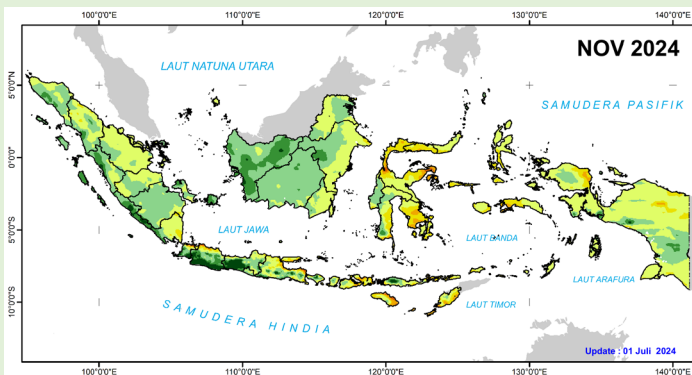 100°0'0"E 110°0'0"E 120°0'0"E 130°0'0"E 140°0'0"E
NOV 2024
LAUT NATUNA UTARA
5°0'0"N
SAMUDERA PASIFIK
0°0'0"
5°0'0"S
LAUT JAWA
LAUT BANDA
LAUT ARAFURA
10°0'0"S
SAMUDERA HINDIA
LAUT TIMOR
Update : 01 Juli 2024
100°0'0"E 110°0'0"E 120°0'0"E 130°0'0"E 140°0'0"E